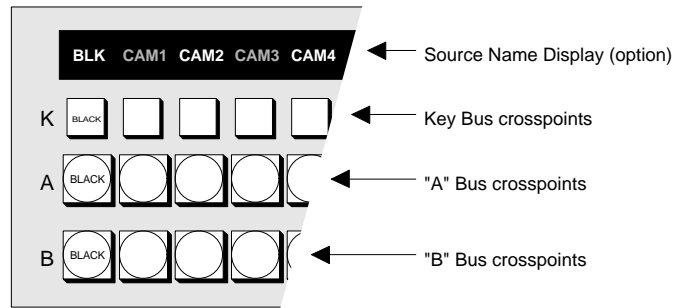 BLK CAM1 CAM2 CAM3 CAM4 Source Name Display (option)
K BLACK Key Bus crosspoints
A BLACK "A" Bus crosspoints
B BLACK "B" Bus crosspoints